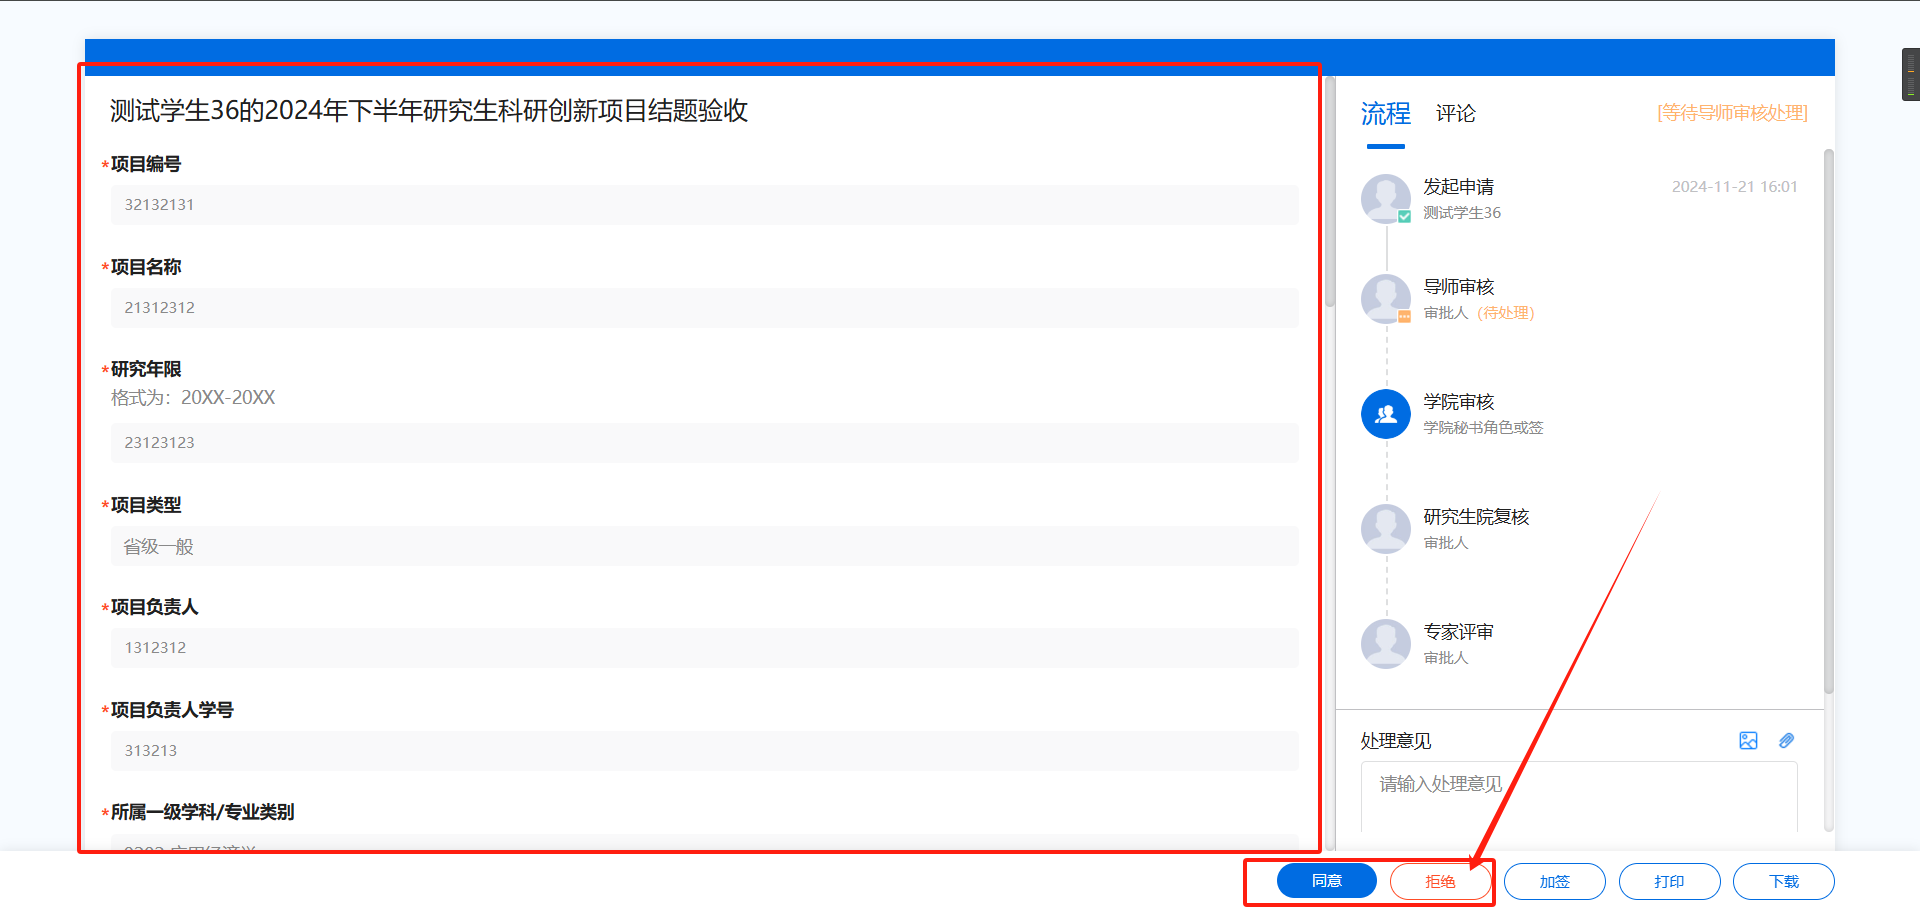 测试学生36的2024年下半年研究生科研创新项目结题验收
*项目编号
32132131
*项目名称
21312312
*研究年限
格式为：20XX-20XX
23123123
*项目类型
省级一般
*项目负责人
1312312
*项目负责人学号
313213
*所属一级学科/专业类别
流程 评论 [等待导师审核处理]
发起申请 2024-11-21 16:01
测试学生36
导师审核
审批人（待处理）
学院审核
学院秘书角色或签
研究生院复核
审批人
专家评审
审批人
处理意见
请输入处理意见
同意 拒绝 加签 打印 下载